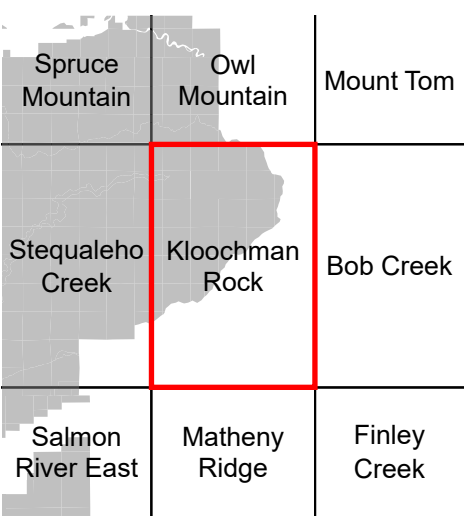 Spruce
Mountain
Owl
Mountain
Mount Tom
Stequaleho
Creek
Kloochman
Rock
Bob Creek
Salmon
River East
Matheny
Ridge
Finley
Creek